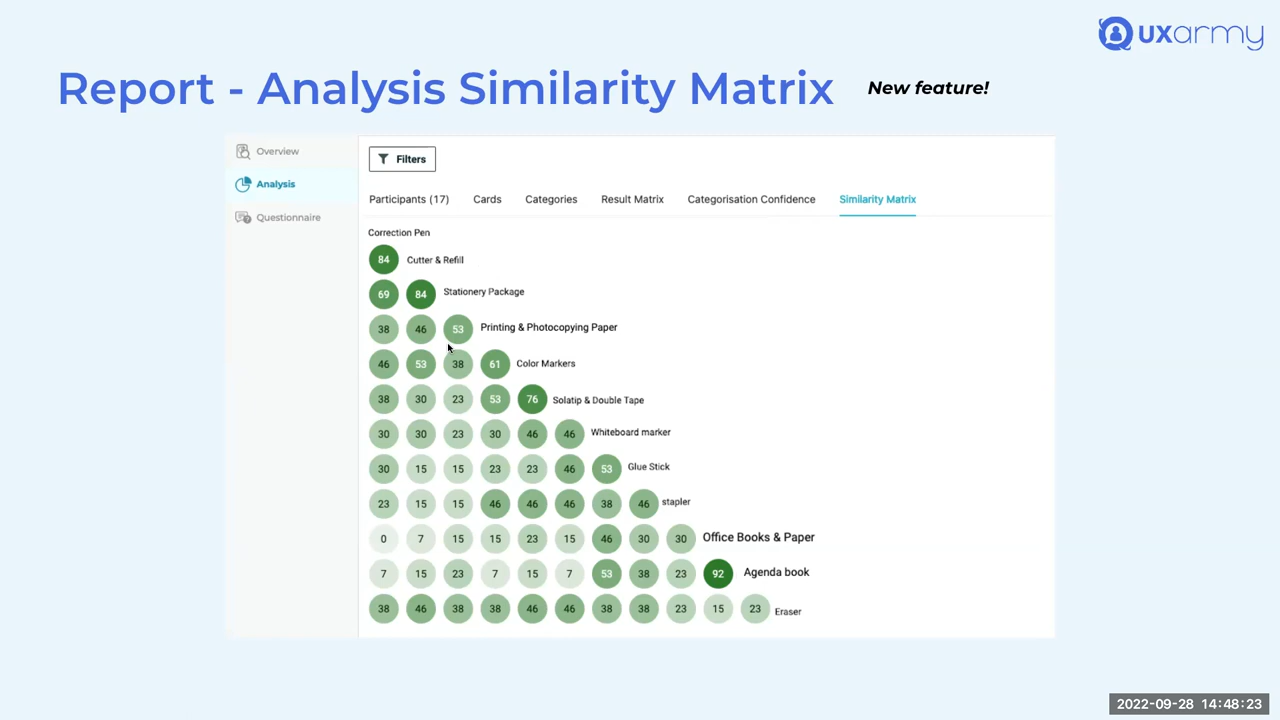 UXarmy
Report - Analysis Similarity Matrix New feature!
Overview
Analysis
Questionnaire
Filters
Participants (17) Cards Categories Result Matrix Categorisation Confidence Similarity Matrix
Correction Pen
84 Cutter & Refill
69 84 Stationery Package
38 46 53 Printing & Photocopying Paper
46 53 38 61 Color Markers
38 30 23 53 76 Solatip & Double Tape
30 30 23 30 46 46 Whiteboard marker
30 15 15 23 23 46 53 Glue Stick
23 15 15 46 46 46 38 46 stapler
0 7 15 15 23 15 46 30 30 Office Books & Paper
7 15 23 7 15 7 53 38 23 92 Agenda book
38 46 38 38 46 46 38 38 23 15 23 Eraser
2022-09-28 14:48:23